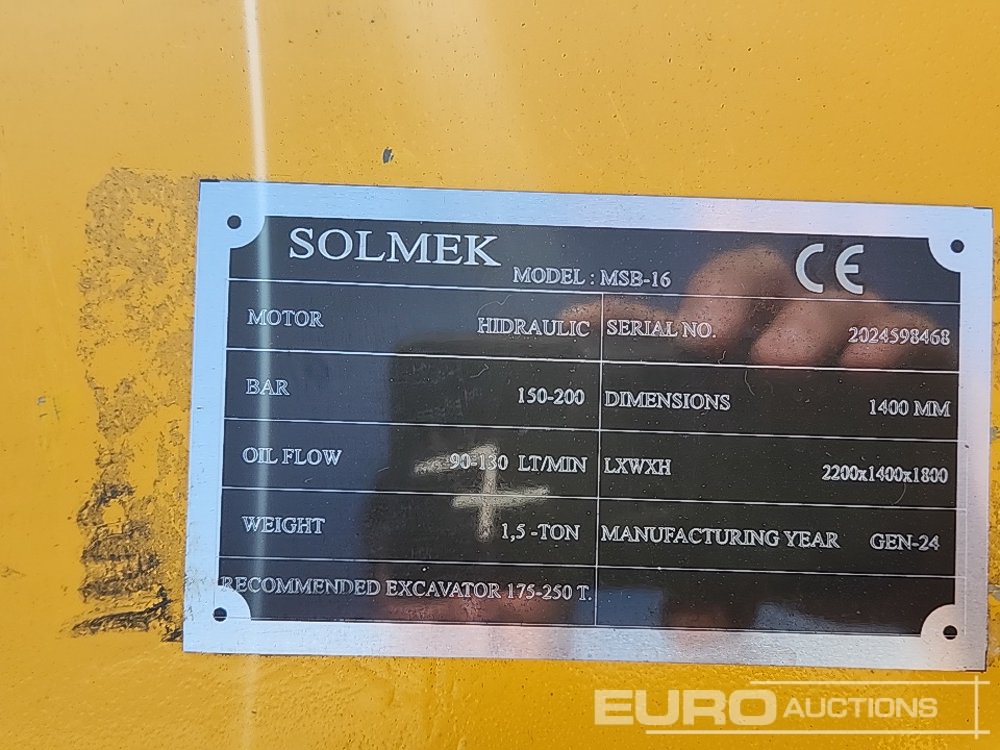 SOLMEK
MODEL : MSB-16
CE
MOTOR HIDRAULIC SERIAL NO. 2024598468
BAR 150-200 DIMENSIONS 1400 MM
OIL FLOW 90-130 LT/MIN LXWXH 2200x1400x1800
WEIGHT 1,5 -TON MANUFACTURING YEAR GEN-24
RECOMMENDED EXCAVATOR 175-250 T.
EURO AUCTIONS